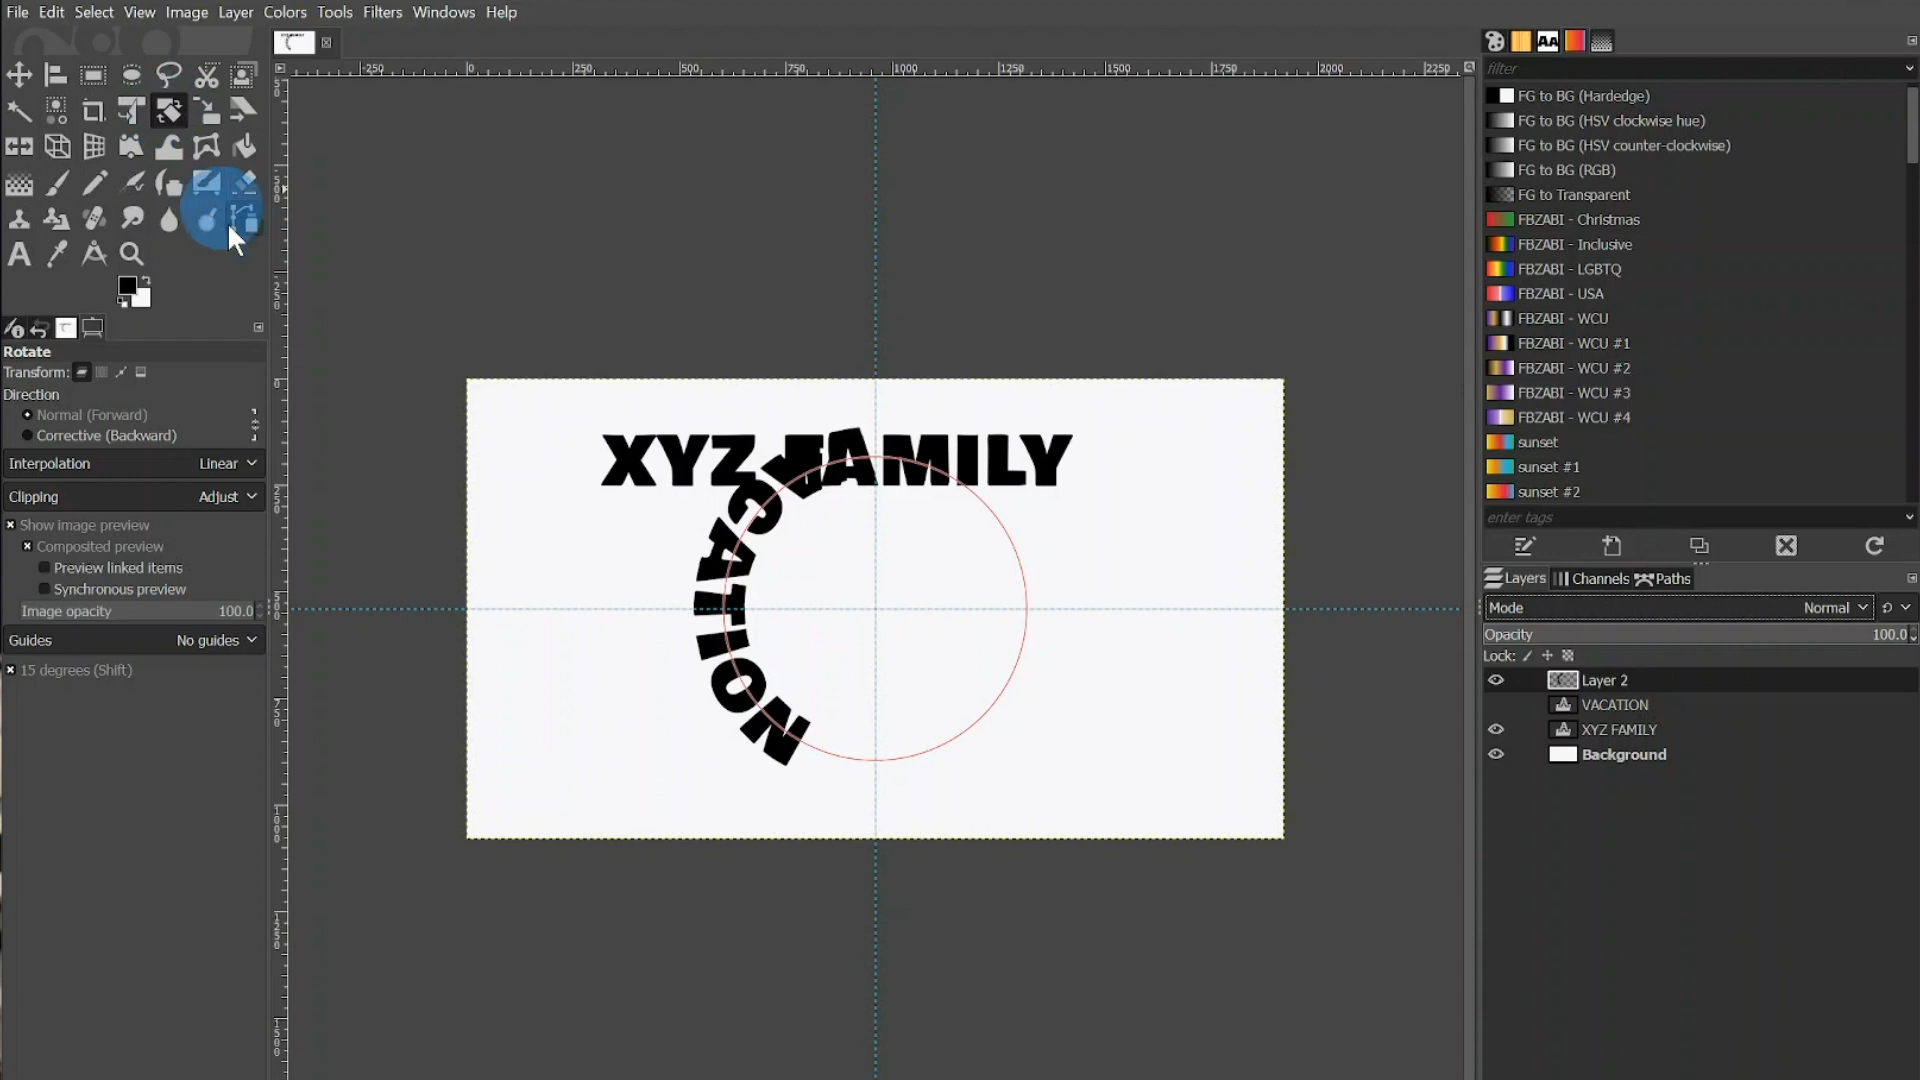 File Edit Select View Image Layer Colors Tools Filters Windows Help
-250 0 250 500 750 1000 1250 1500 1750 2000 2250
filter
FG to BG (Hardedge)
FG to BG (HSV clockwise hue)
FG to BG (HSV counter-clockwise)
FG to BG (RGB)
FG to Transparent
FBZABI - Christmas
FBZABI - Inclusive
FBZABI - LGBTQ
FBZABI - USA
FBZABI - WCU
FBZABI - WCU #1
FBZABI - WCU #2
FBZABI - WCU #3
FBZABI - WCU #4
sunset
sunset #1
sunset #2
enter tags
Rotate
Transform:
Direction
Normal (Forward)
Corrective (Backward)
Interpolation Linear
Clipping Adjust
Show image preview
Composited preview
Preview linked items
Synchronous preview
Image opacity 100.0
Guides No guides
15 degrees (Shift)
XYZ FAMILY
VACATION
Layers Channels Paths
Mode Normal
Opacity 100.0
Lock:
Layer 2
VACATION
XYZ FAMILY
Background